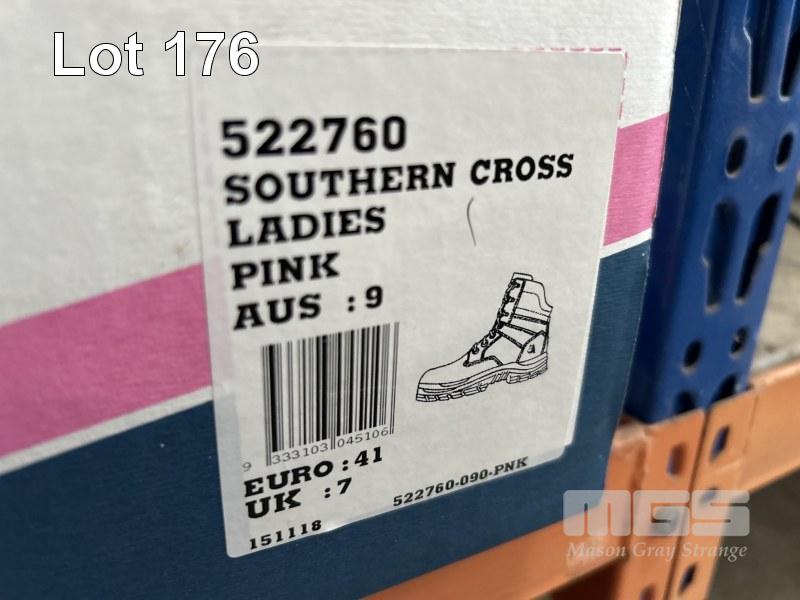 Lot 176
522760
SOUTHERN CROSS
LADIES
PINK
AUS :9
9 333103 045106
EURO:41
UK :7
522760-090-PNK
151118
MGS
Mason Gray Strange